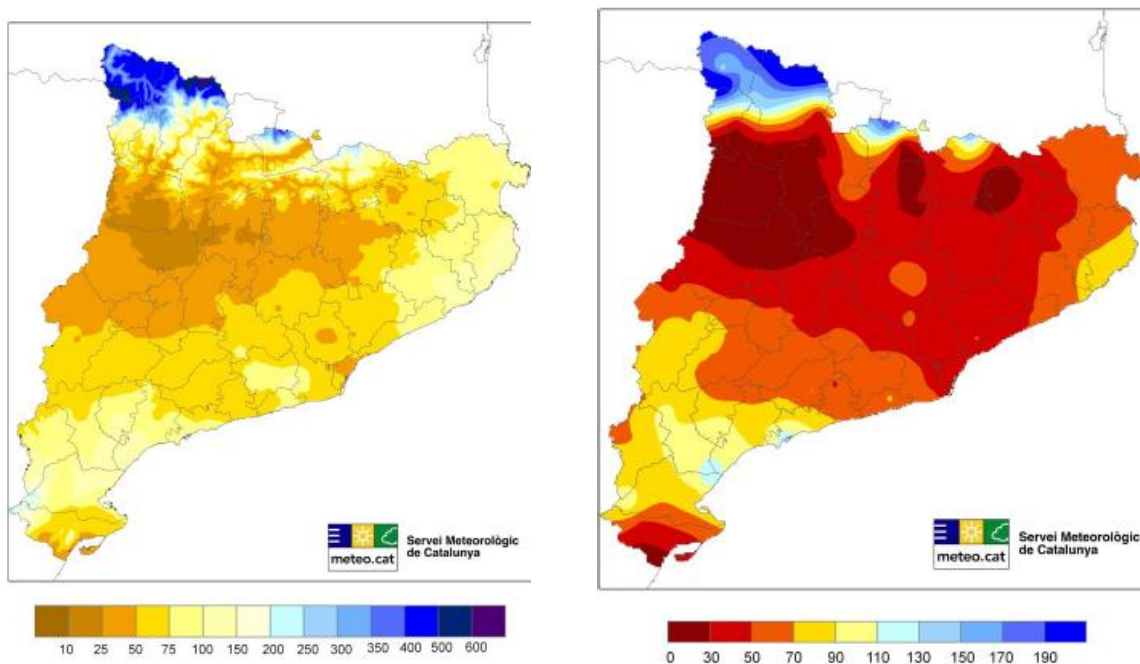 meteo.cat
Servei Meteorològic
de Catalunya
10 25 50 75 100 150 200 250 300 350 400 500 600
meteo.cat
Servei Meteorològic
de Catalunya
0 30 50 70 90 110 130 150 170 190